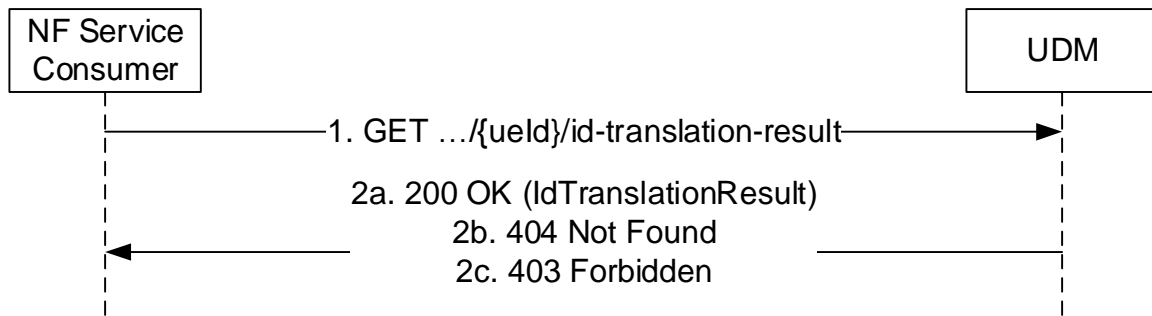 NF Service
Consumer
UDM
1. GET …/{ueId}/id-translation-result
2a. 200 OK (IdTranslationResult)
2b. 404 Not Found
2c. 403 Forbidden